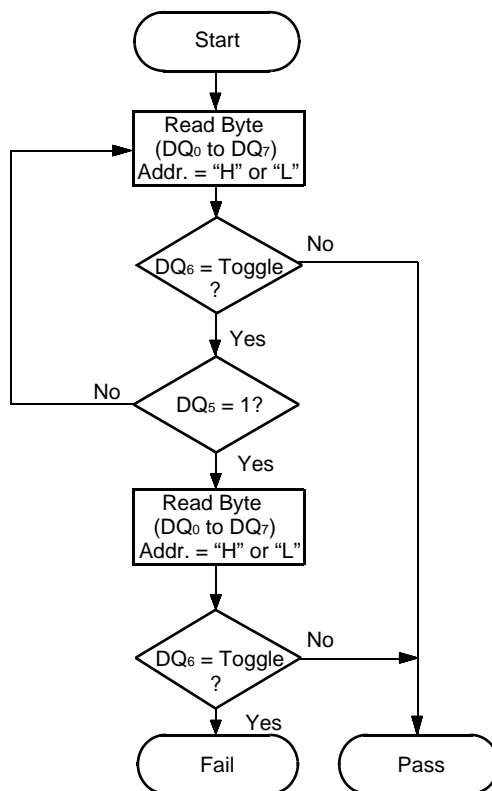 Start
Read Byte
(DQ0 to DQ7)
Addr. = “H” or “L”
No
DQ6 = Toggle
?
Yes
No
DQ5 = 1?
Yes
Read Byte
(DQ0 to DQ7)
Addr. = “H” or “L”
No
DQ6 = Toggle
?
Yes
Fail
Pass